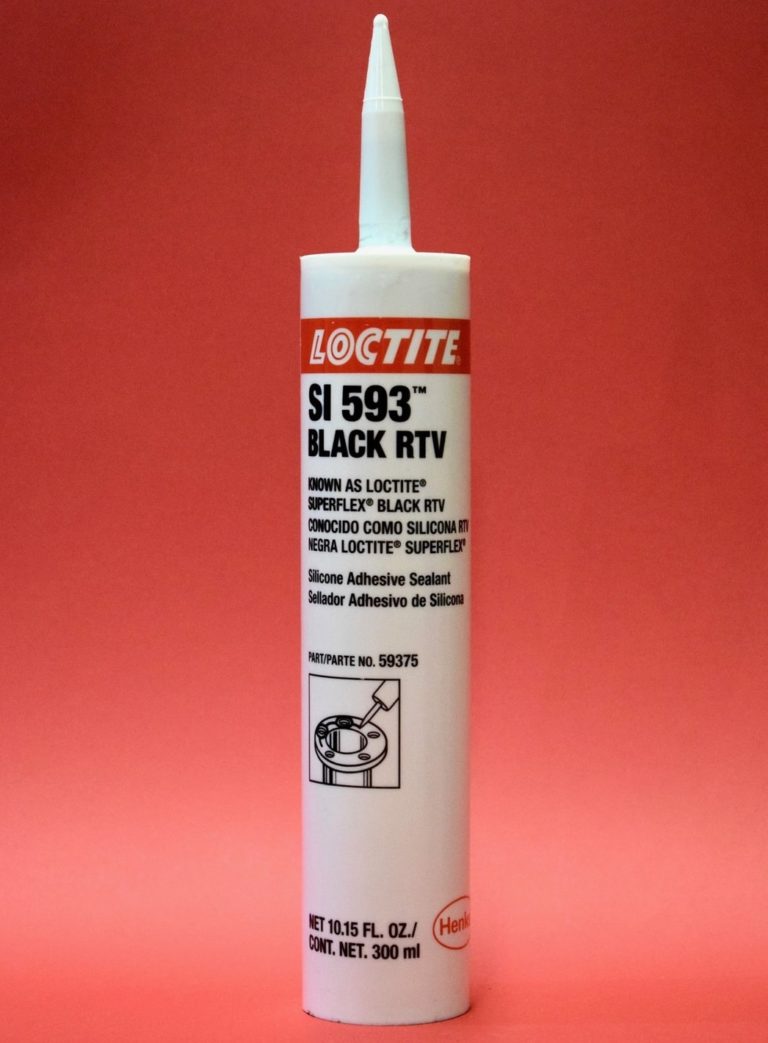 LOCTITE®
SI 593™
BLACK RTV
KNOWN AS LOCTITE®
SUPERFLEX® BLACK RTV
CONOCIDO COMO SILICONA RTV
NEGRA LOCTITE® SUPERFLEX®
Silicone Adhesive Sealant
Sellador Adhesivo de Silicona
PART/PARTE NO. 59375
NET 10.15 FL. OZ./
CONT. NET. 300 ml